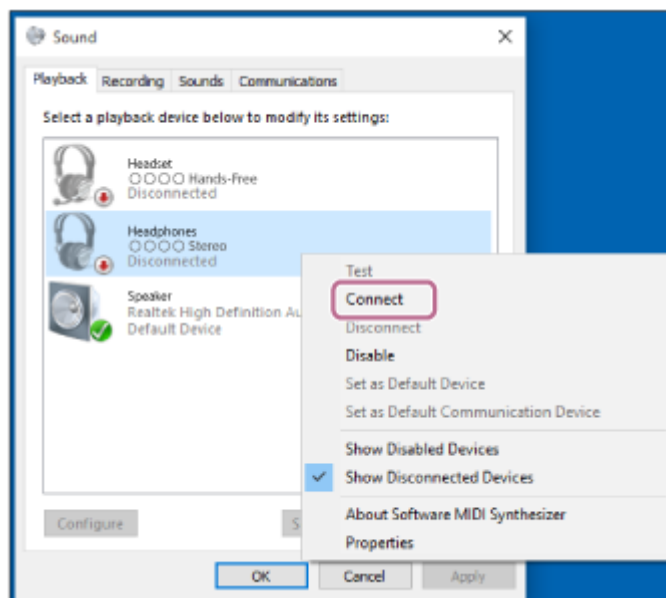 Sound
Playback Recording Sounds Communications
Select a playback device below to modify its settings:
Headset
○○○○ Hands-Free
Disconnected
Headphones
○○○○ Stereo
Disconnected
Speaker
Realtek High Definition
Default Device
Test
Connect
Disconnect
Disable
Set as Default Device
Set as Default Communication Device
Show Disabled Devices
Show Disconnected Devices
About Software MIDI Synthesizer
Properties
Configure
OK Cancel Apply